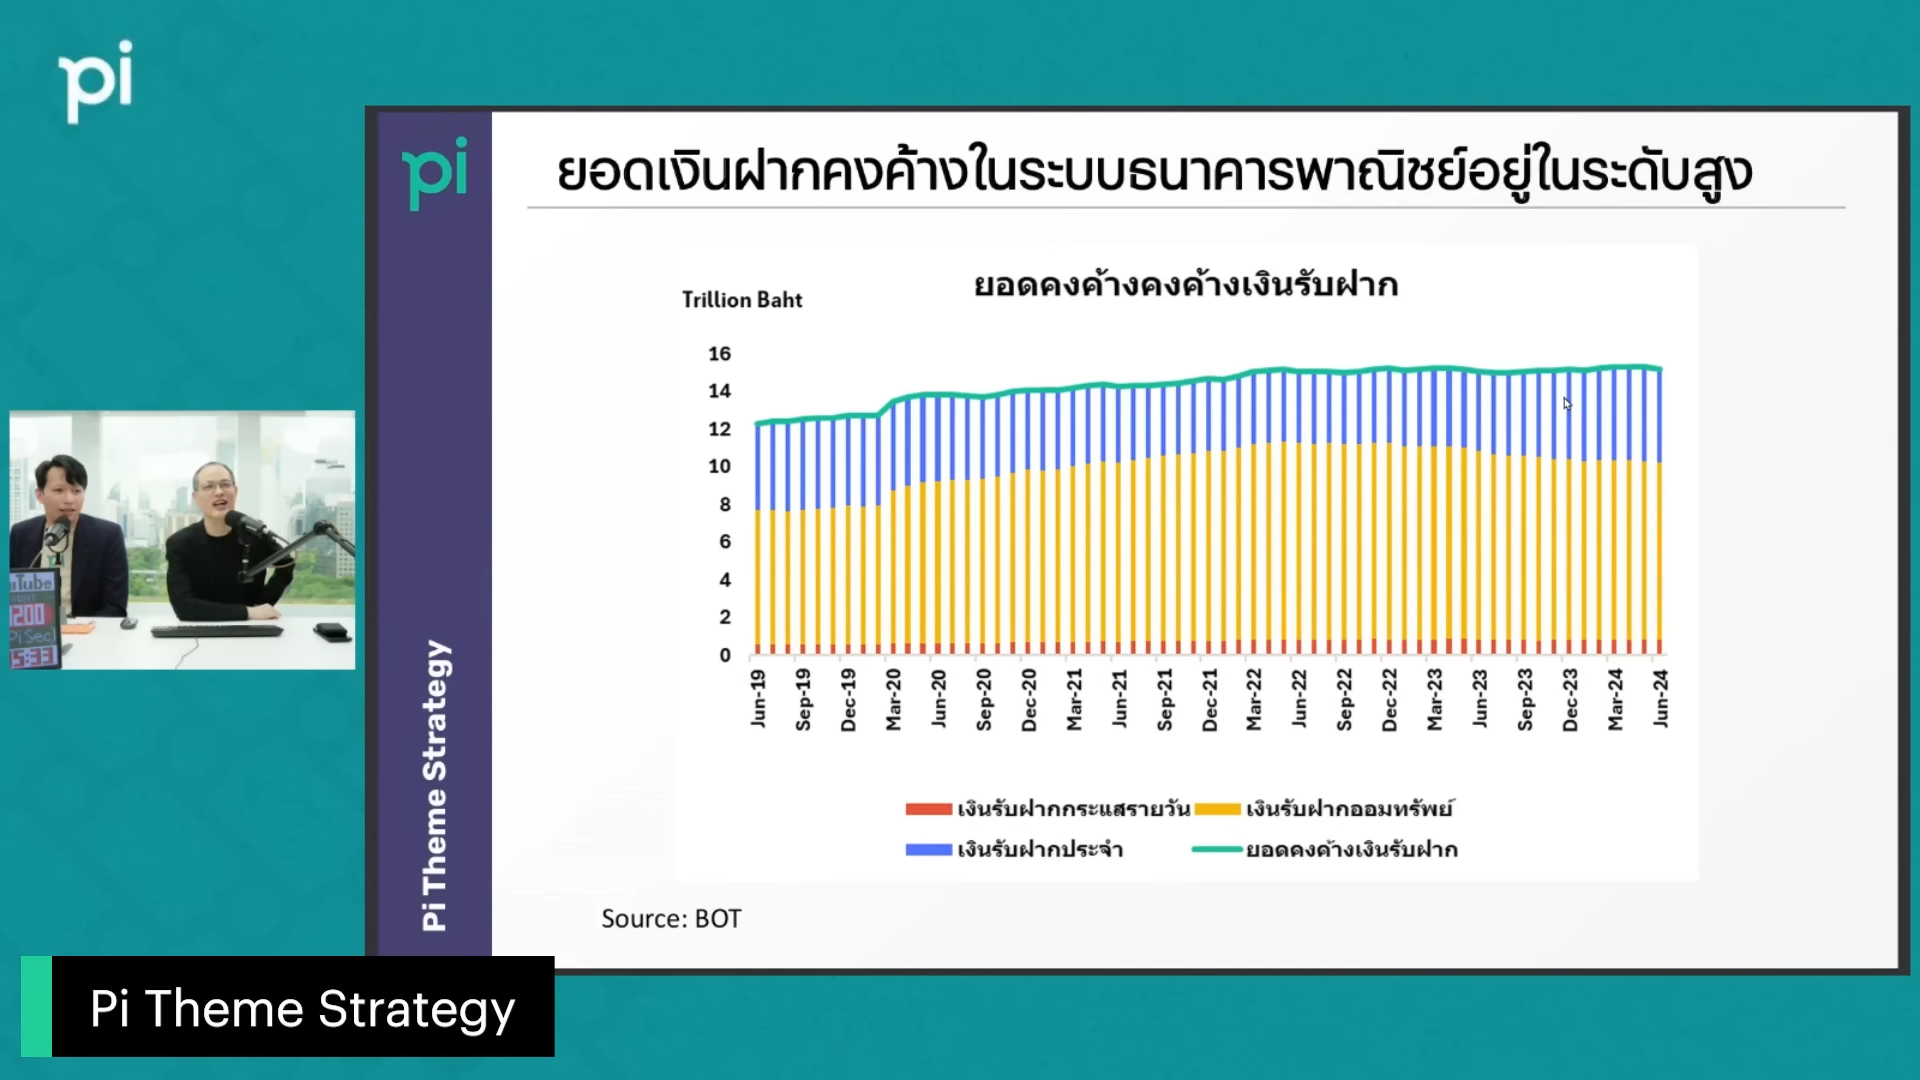 pi
pi
ยอดเงินฝากคงค้างในระบบธนาคารพาณิชย์อยู่ในระดับสูง
ยอดคงค้างคงค้างเงินรับฝาก
Trillion Baht
16
14
12
10
8
6
4
2
0
Jun-19
Sep-19
Dec-19
Mar-20
Jun-20
Sep-20
Dec-20
Mar-21
Jun-21
Sep-21
Dec-21
Mar-22
Jun-22
Sep-22
Dec-22
Mar-23
Jun-23
Sep-23
Dec-23
Mar-24
Jun-24
เงินรับฝากกระแสรายวัน เงินรับฝากออมทรัพย์
เงินรับฝากประจำ ยอดคงค้างเงินรับฝาก
Source: BOT
Pi Theme Strategy
uTube
200
Pi Sec
5:33
Pi Theme Strategy